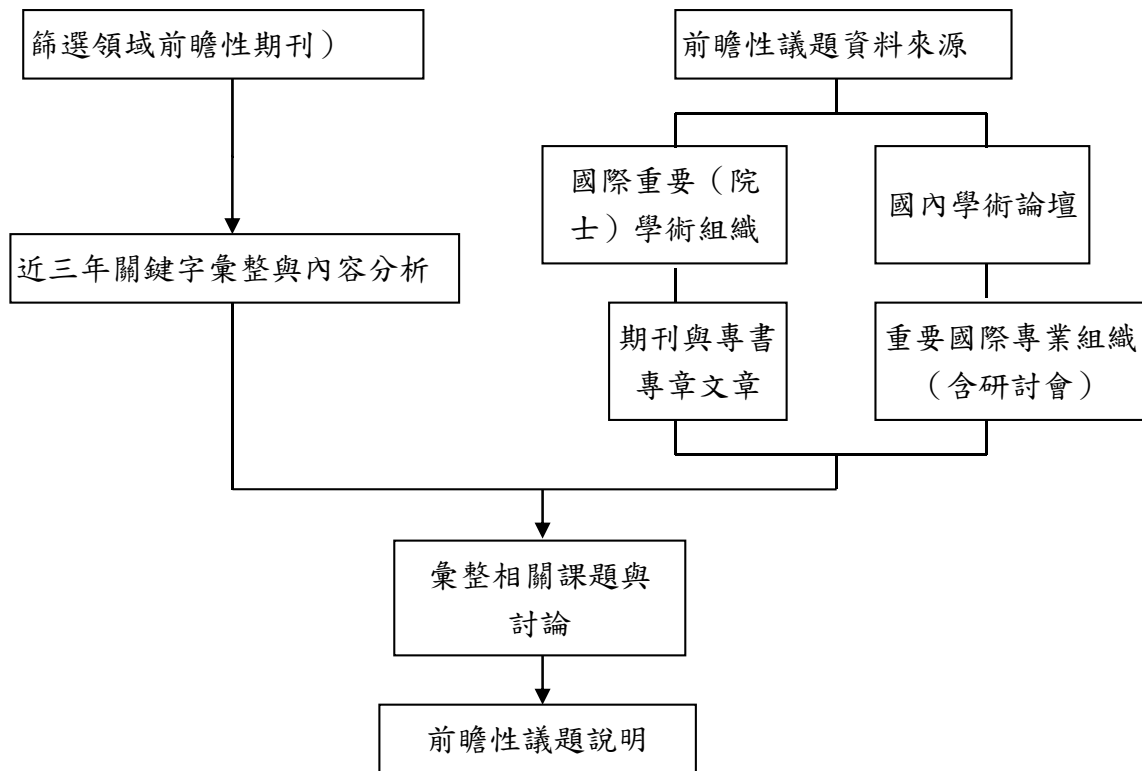 篩選領域前瞻性期刊）
前瞻性議題資料來源
國際重要（院
士）學術組織
國內學術論壇
近三年關鍵字彙整與內容分析
期刊與專書
專章文章
重要國際專業組織
（含研討會）
彙整相關課題與
討論
前瞻性議題說明